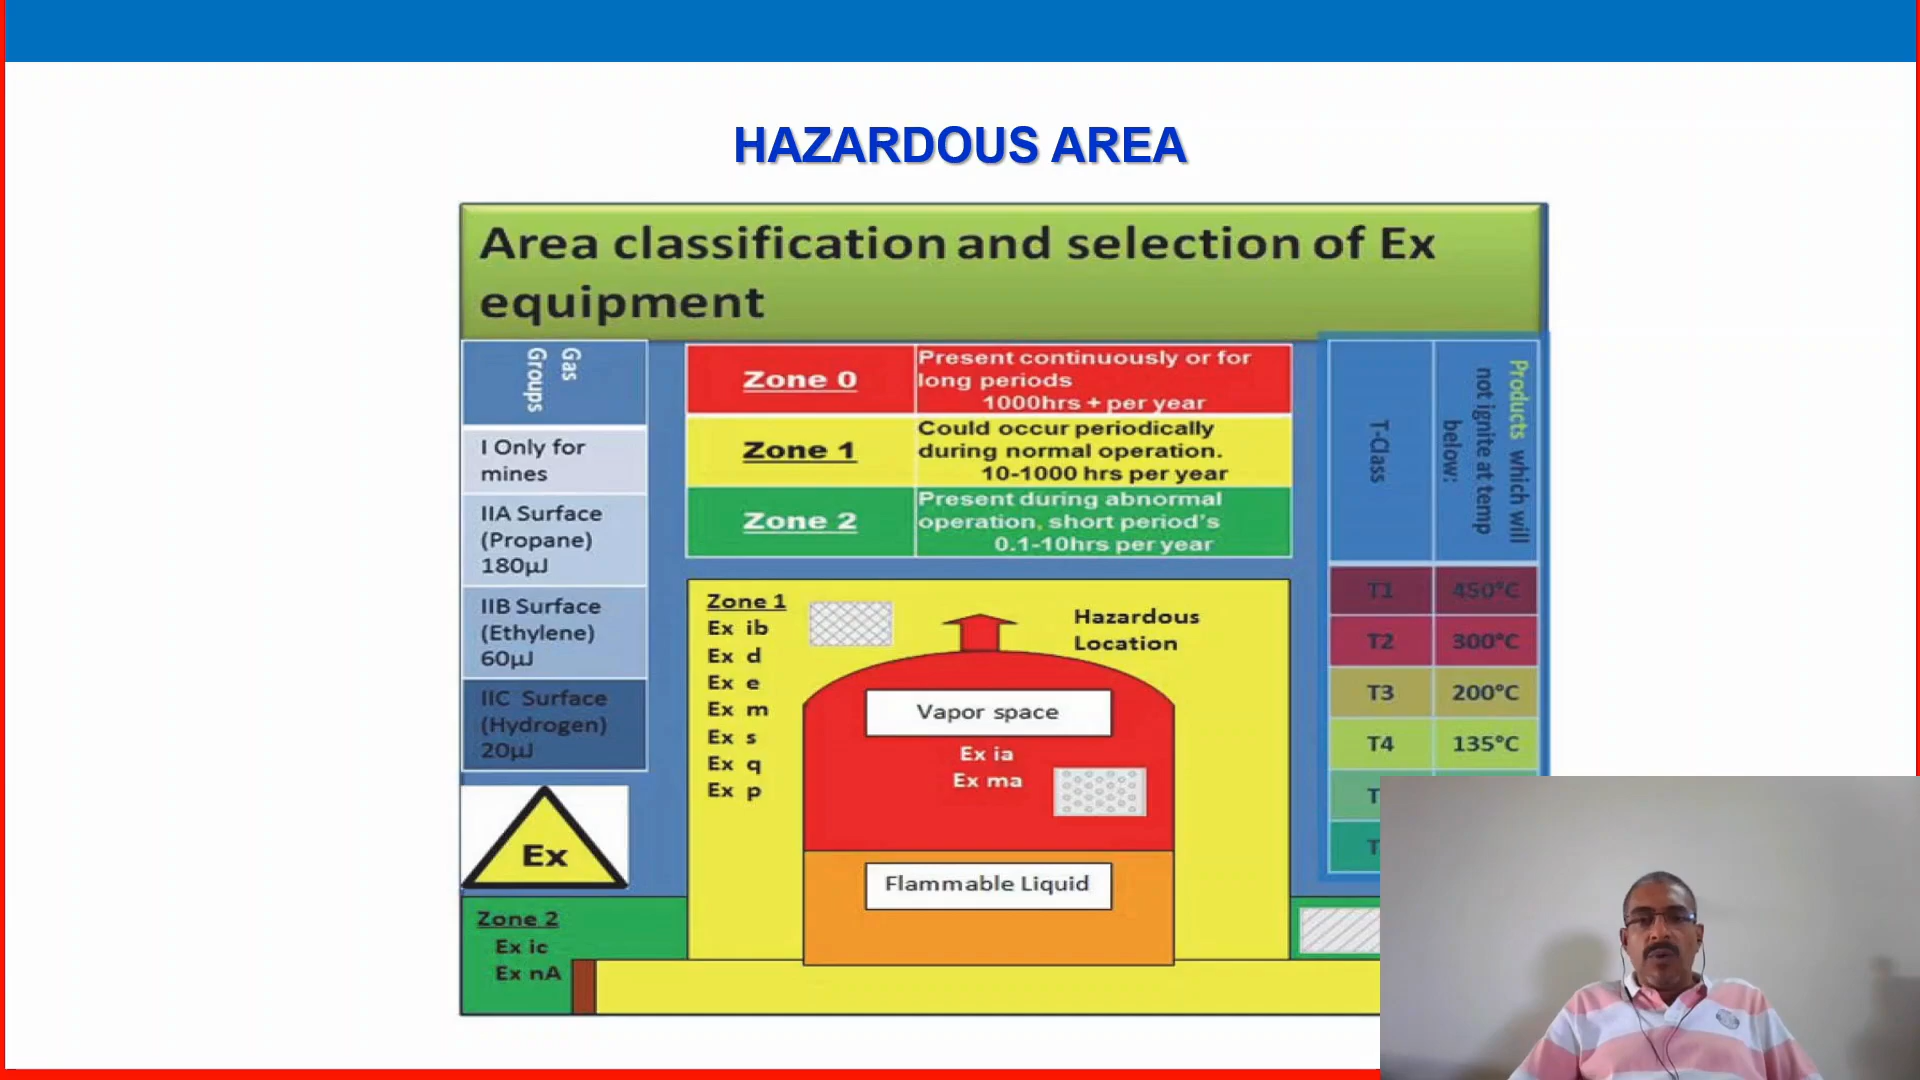 HAZARDOUS AREA
Area classification and selection of Ex
equipment
Gas
Groups
I Only for
mines
IIA Surface
(Propane)
180µJ
IIB Surface
(Ethylene)
60µJ
IIC Surface
(Hydrogen)
20µJ
Zone 0
Present continuously or for
long periods
1000hrs + per year
Zone 1
Could occur periodically
during normal operation.
10-1000 hrs per year
Zone 2
Present during abnormal
operation, short period's
0.1-10hrs per year
T-Class
Products which will
not ignite at temp
below:
T1 450°C
T2 300°C
T3 200°C
T4 135°C
T
T
Zone 1
Ex ib
Ex d
Ex e
Ex m
Ex s
Ex q
Ex p
Hazardous
Location
Vapor space
Ex ia
Ex ma
Flammable Liquid
Ex
Zone 2
Ex ic
Ex nA